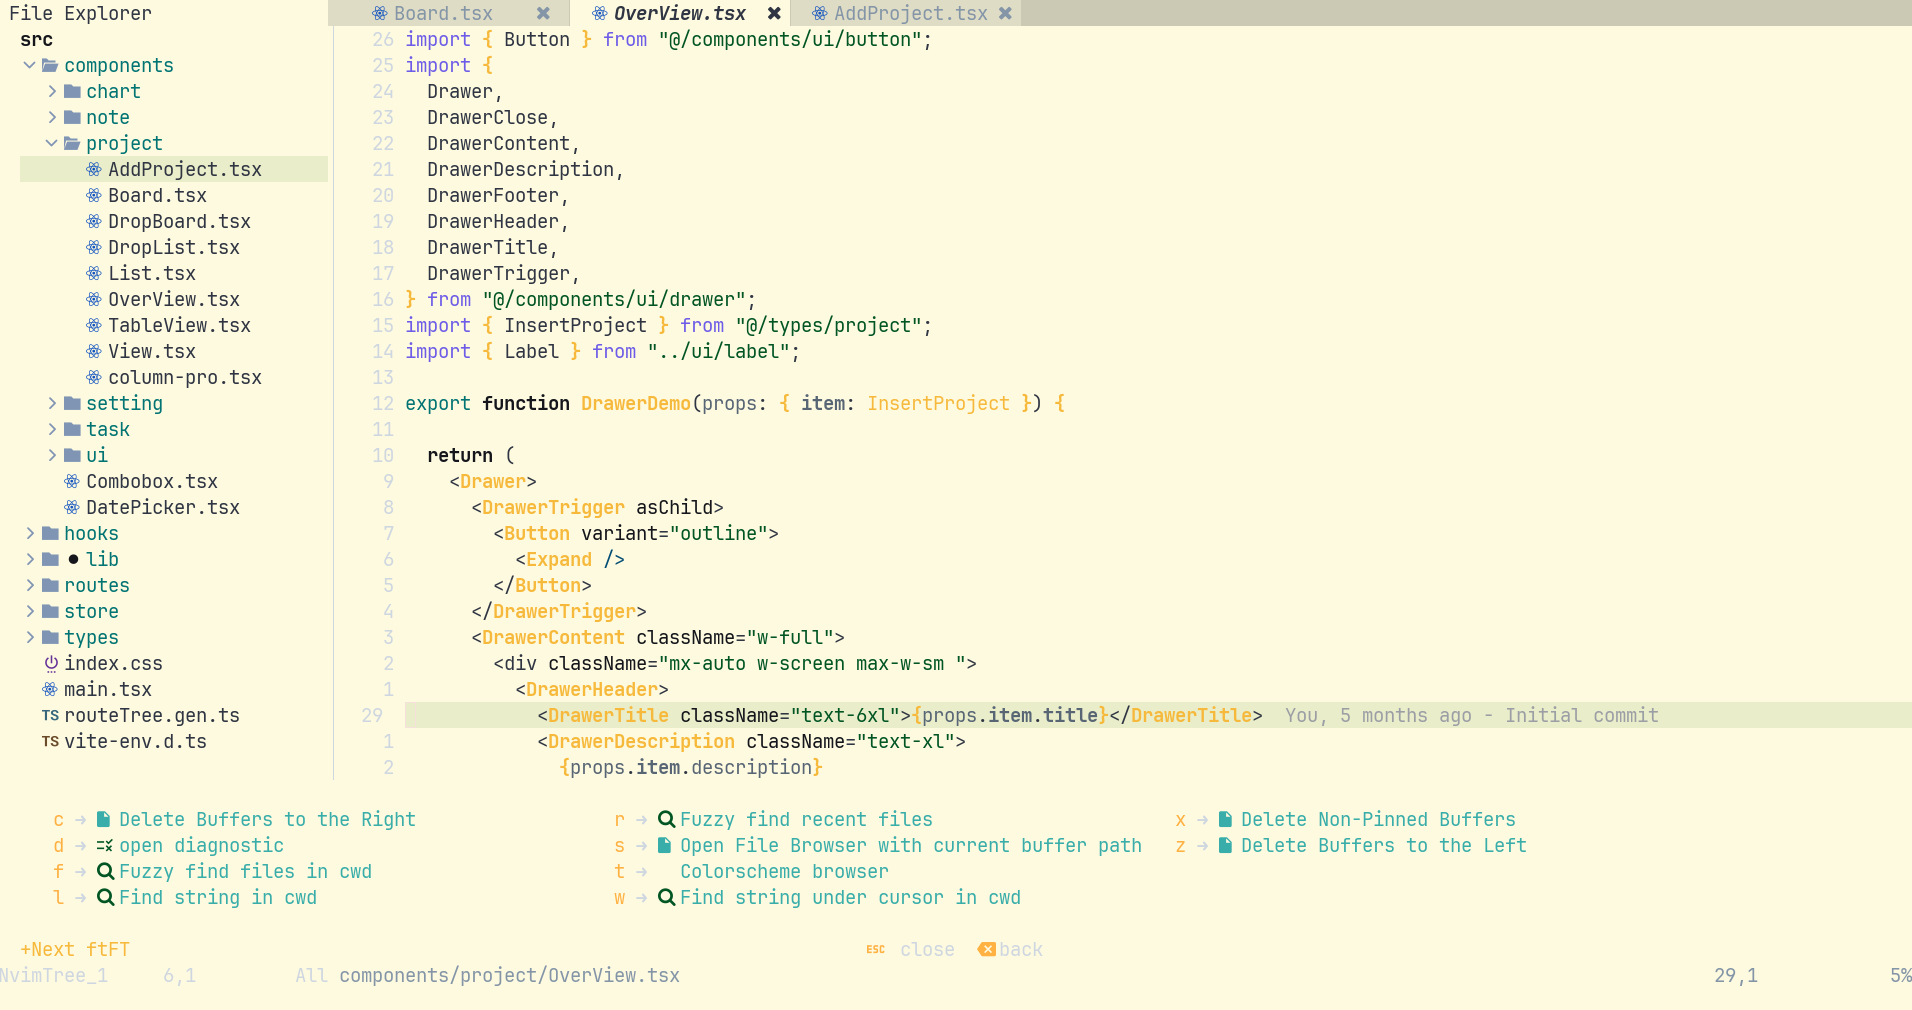 File Explorer
src
components
chart
note
project
AddProject.tsx
Board.tsx
DropBoard.tsx
DropList.tsx
List.tsx
OverView.tsx
TableView.tsx
View.tsx
column-pro.tsx
setting
task
ui
Combobox.tsx
DatePicker.tsx
hooks
lib
routes
store
types
index.css
main.tsx
TS routeTree.gen.ts
TS vite-env.d.ts
Board.tsx OverView.tsx AddProject.tsx
26 import { Button } from "@/components/ui/button";
25 import {
24   Drawer,
23   DrawerClose,
22   DrawerContent,
21   DrawerDescription,
20   DrawerFooter,
19   DrawerHeader,
18   DrawerTitle,
17   DrawerTrigger,
16 } from "@/components/ui/drawer";
15 import { InsertProject } from "@/types/project";
14 import { Label } from "../ui/label";
13
12 export function DrawerDemo(props: { item: InsertProject }) {
11
10   return (
9     <Drawer>
8       <DrawerTrigger asChild>
7         <Button variant="outline">
6           <Expand />
5         </Button>
4       </DrawerTrigger>
3       <DrawerContent className="w-full">
2         <div className="mx-auto w-screen max-w-sm ">
1           <DrawerHeader>
29             <DrawerTitle className="text-6xl">{props.item.title}</DrawerTitle>  You, 5 months ago - Initial commit
1             <DrawerDescription className="text-xl">
2               {props.item.description}
c → Delete Buffers to the Right
d → open diagnostic
f → Fuzzy find files in cwd
l → Find string in cwd
r → Fuzzy find recent files
s → Open File Browser with current buffer path
t → Colorscheme browser
w → Find string under cursor in cwd
x → Delete Non-Pinned Buffers
z → Delete Buffers to the Left
+Next ftFT
ESC close back
NvimTree_1 6,1 All components/project/OverView.tsx 29,1 5%